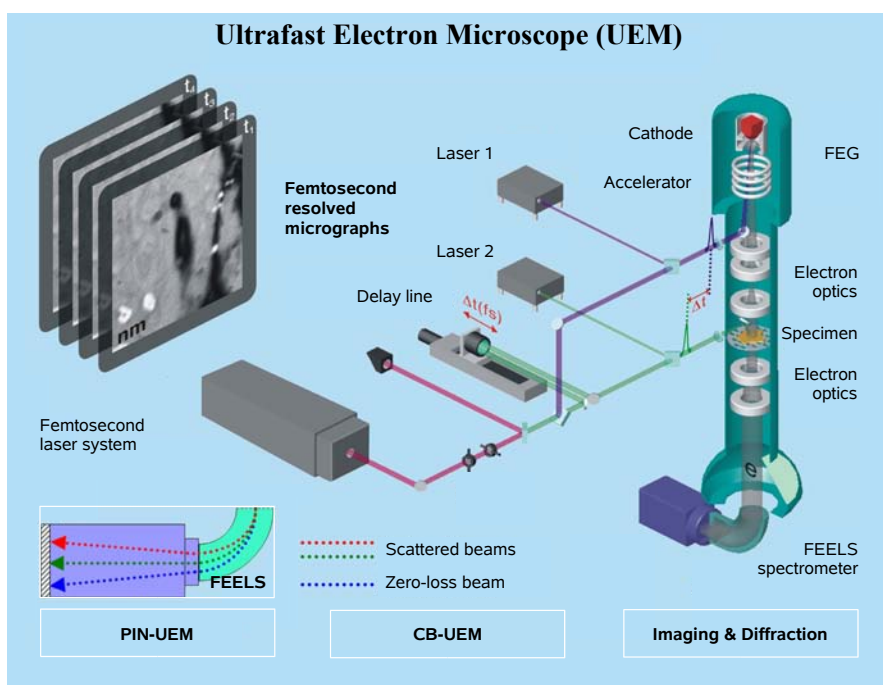 Ultrafast Electron Microscope (UEM)
t4
t3
t2
t1
nm
Femtosecond
resolved
micrographs
Laser 1
Laser 2
Delay line
Δt(fs)
Cathode
Accelerator
FEG
Electron
optics
Δt
Specimen
Electron
optics
e
Femtosecond
laser system
FEELS
Scattered beams
Zero-loss beam
FEELS
spectrometer
PIN-UEM
CB-UEM
Imaging & Diffraction